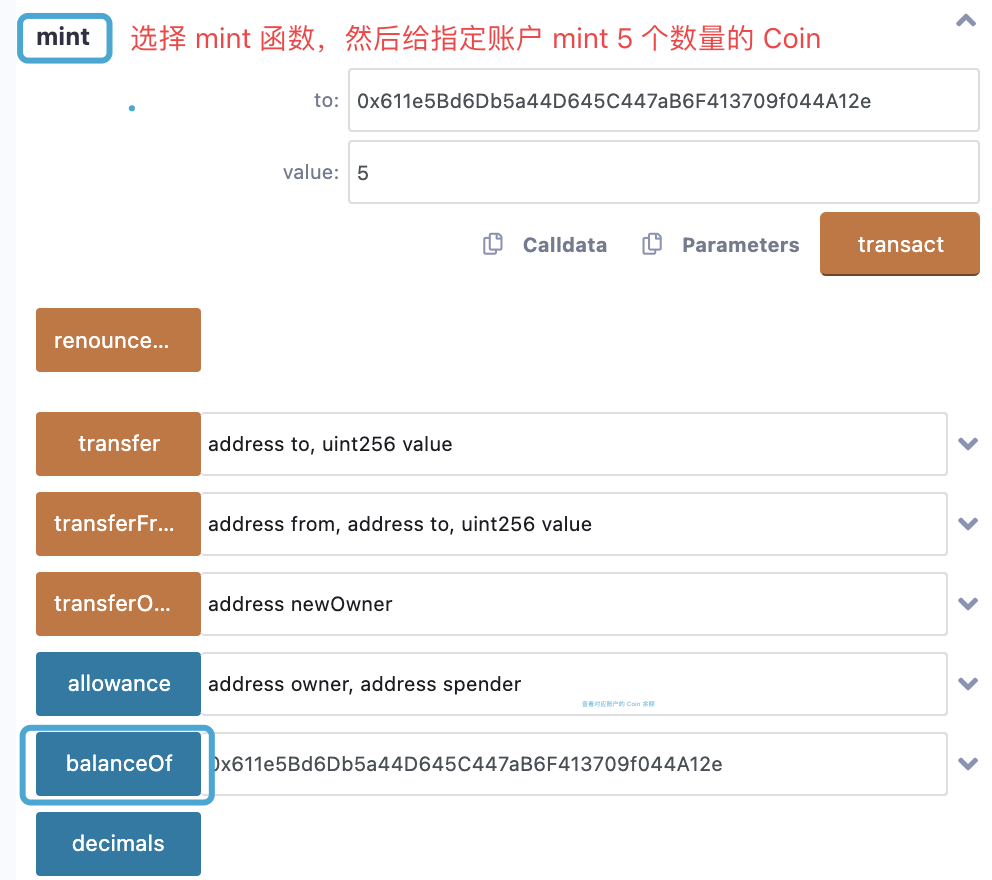 mint 选择 mint 函数，然后给指定账户 mint 5 个数量的 Coin
to: 0x611e5Bd6Db5a44D645C447aB6F413709f044A12e
value: 5
Calldata Parameters transact
renounce...
transfer address to, uint256 value
transferFr... address from, address to, uint256 value
transferO... address newOwner
allowance address owner, address spender
查看对应账户的 Coin 余额
balanceOf 0x611e5Bd6Db5a44D645C447aB6F413709f044A12e
decimals